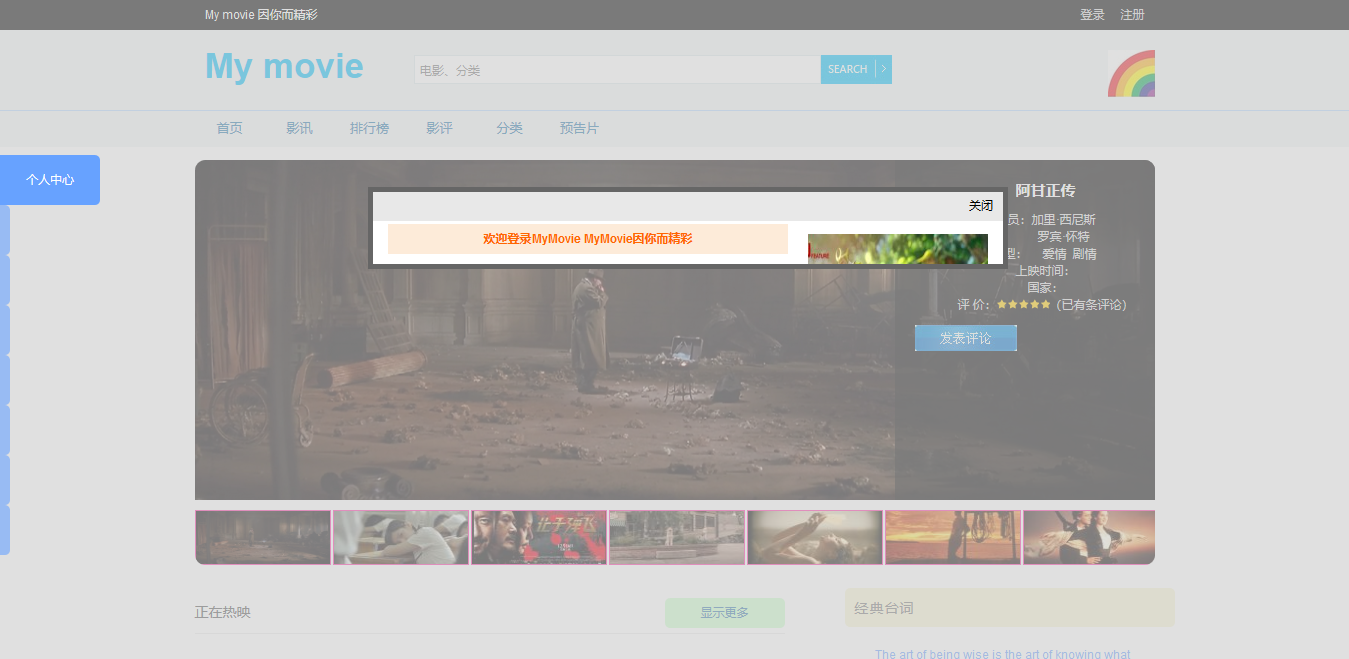 My movie 因你而精彩
登录 注册
My movie
电影、分类
SEARCH
首页 影讯 排行榜 影评 分类 预告片
个人中心
关闭
欢迎登录MyMovie MyMovie因你而精彩
FEATURE
阿甘正传
员：加里·西尼斯
罗宾·怀特
型： 爱情 剧情
上映时间：
国家：
评 价：★★★★★ (已有条评论)
发表评论
让子弹飞
正在热映
显示更多
经典台词
The art of being wise is the art of knowing what